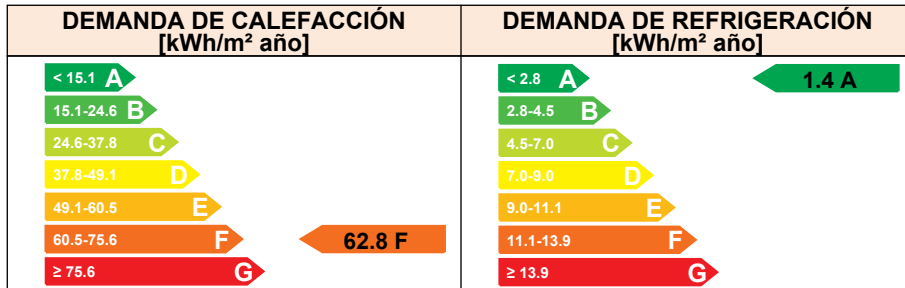 DEMANDA DE CALEFACCIÓN
[kWh/m² año]
< 15.1 A
15.1-24.6 B
24.6-37.8 C
37.8-49.1 D
49.1-60.5 E
60.5-75.6 F
62.8 F
≥ 75.6 G
DEMANDA DE REFRIGERACIÓN
[kWh/m² año]
< 2.8 A
1.4 A
2.8-4.5 B
4.5-7.0 C
7.0-9.0 D
9.0-11.1 E
11.1-13.9 F
≥ 13.9 G